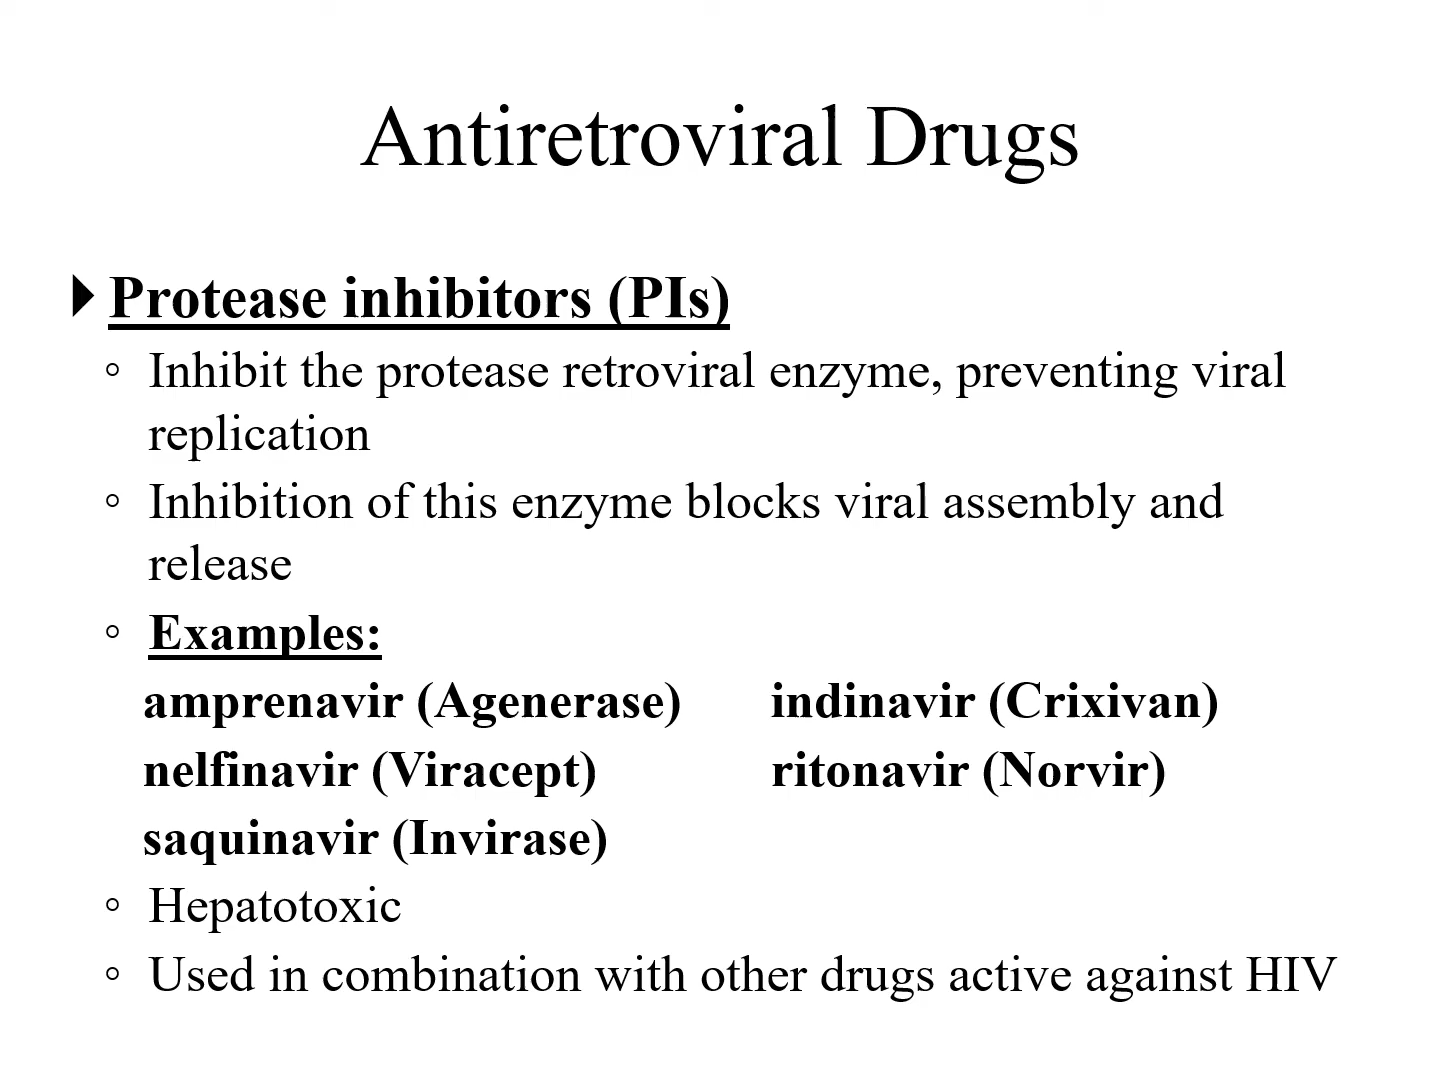 Antiretroviral Drugs
Protease inhibitors (PIs)
◦ Inhibit the protease retroviral enzyme, preventing viral
replication
◦ Inhibition of this enzyme blocks viral assembly and
release
◦ Examples:
amprenavir (Agenerase) indinavir (Crixivan)
nelfinavir (Viracept) ritonavir (Norvir)
saquinavir (Invirase)
◦ Hepatotoxic
◦ Used in combination with other drugs active against HIV